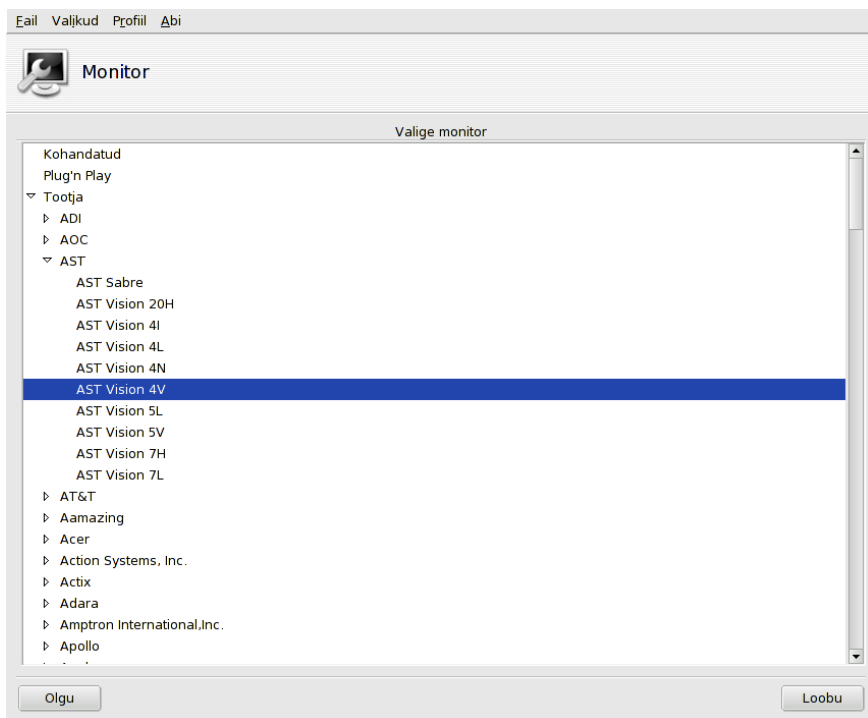 Fail Valikud Profiil Abi
Monitor
Valige monitor
Kohandatud
Plug'n Play
Tootja
ADI
AOC
AST
AST Sabre
AST Vision 20H
AST Vision 4I
AST Vision 4L
AST Vision 4N
AST Vision 4V
AST Vision 5L
AST Vision 5V
AST Vision 7H
AST Vision 7L
AT&T
Aamazing
Acer
Action Systems, Inc.
Actix
Adara
Amptron International,Inc.
Apollo
Olgu Loobu